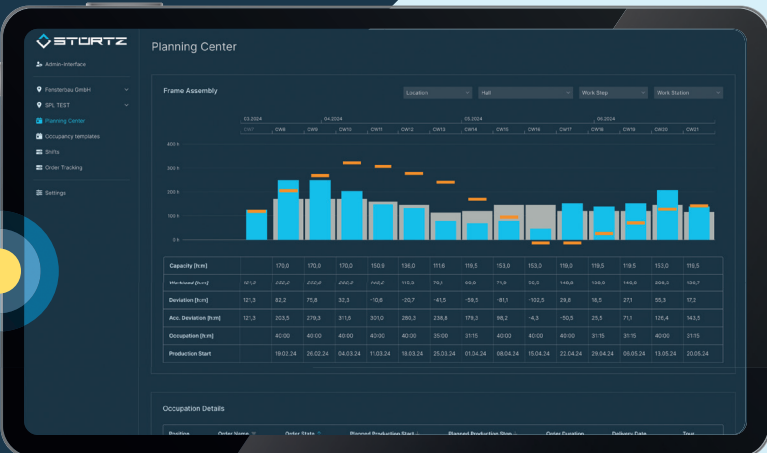 STÜRTZ
Planning Center
Admin-Interface
Fensterbau GmbH
SPL TEST
Planning Center
Occupancy templates
Shifts
Order Tracking
Settings
Frame Assembly
Location
Hall
Work Step
Work Station
03.2024 04.2024 05.2024 06.2024
CW7 CW8 CW9 CW10 CW11 CW12 CW13 CW14 CW15 CW16 CW17 CW18 CW19 CW20 CW21
400 h
300 h
200 h
100 h
0 h
Capacity [h:m] 170,0 170,0 170,0 150,9 136,0 111,6 119,5 153,0 153,0 119,0 119,5 119,5 153,0 116,5
Workload [h:m]
Deviation [h:m] 121,3 82,2 75,8 32,3 -10,6 -20,7 -41,5 -59,5 -81,1 -102,5 29,6 18,5 27,1 55,3 17,2
Acc. Deviation [h:m] 121,3 203,5 279,3 311,6 301,0 280,3 238,8 179,3 98,2 -4,3 -50,5 23,5 71,1 126,4 143,5
Occupation [h:m] 40:00 40:00 40:00 40:00 40:00 35:00 31:15 40:00 40:00 40:00 31:15 31:15 40:00 31:15
Production Start 19.02.24 26.02.24 04.03.24 11.03.24 18.03.24 25.03.24 01.04.24 08.04.24 15.04.24 22.04.24 29.04.24 06.05.24 13.05.24 20.05.24
Occupation Details
Position Order Name Order State Planned Production Start Planned Production Stop Order Duration Delivery Date Tour